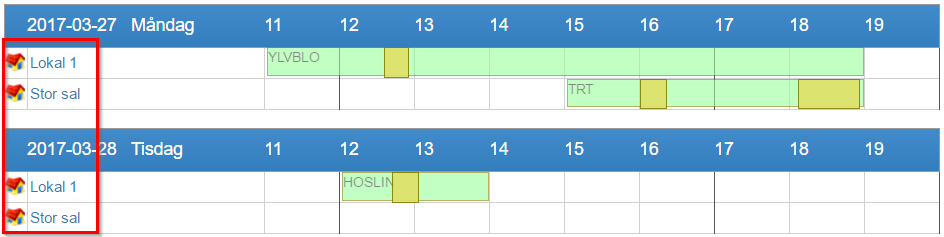 2017-03-27 Måndag 11 12 13 14 15 16 17 18 19
Lokal 1 YLVBLO
Stor sal TRT
2017-03-28 Tisdag 11 12 13 14 15 16 17 18 19
Lokal 1 HOSLIN
Stor sal